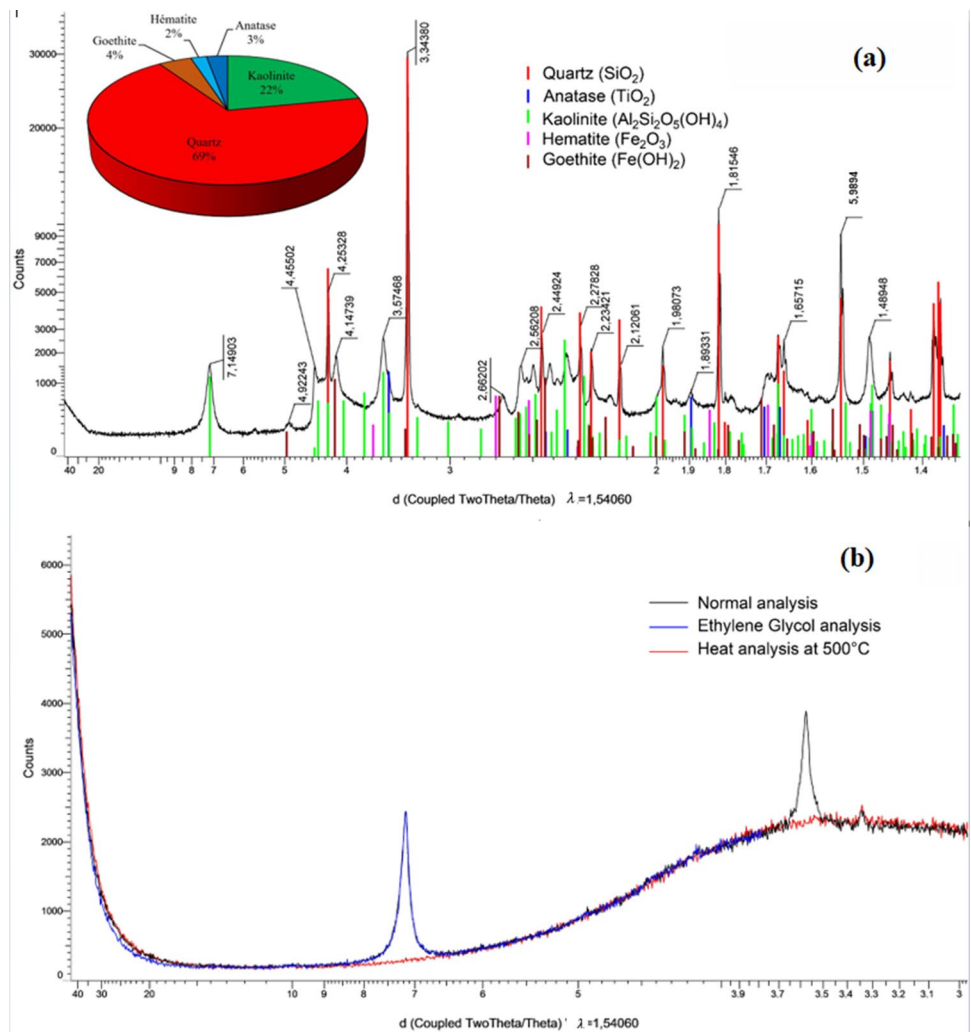 (a)
Hématite
2%
Anatase
3%
Goethite
4%
Kaolinite
22%
Quartz
69%
Quartz (SiO₂)
Anatase (TiO₂)
Kaolinite (Al₂Si₂O₅(OH)₄)
Hematite (Fe₂O₃)
Goethite (Fe(OH)₂)
Counts
30000
20000
9000
7000
5000
3000
2000
1000
0
7,14903
4,92243
4,45502
4,25328
4,14739
3,57468
3,34380
2,66202
2,56208
2,44924
2,27828
2,23421
2,12061
1,98073
1,89331
1,81546
1,65715
5,9894
1,48948
40 20 9 8 7 6 5 4 3 2 1,9 1,8 1,7 1,6 1,5 1,4
d (Coupled TwoTheta/Theta) λ =1,54060
(b)
Normal analysis
Ethylene Glycol analysis
Heat analysis at 500°C
Counts
6000
5000
4000
3000
2000
1000
0
40 30 20 10 9 8 7 6 5 3.9 3.7 3.6 3.5 3.4 3.3 3.2 3.1 3
d (Coupled TwoTheta/Theta) ' λ =1,54060